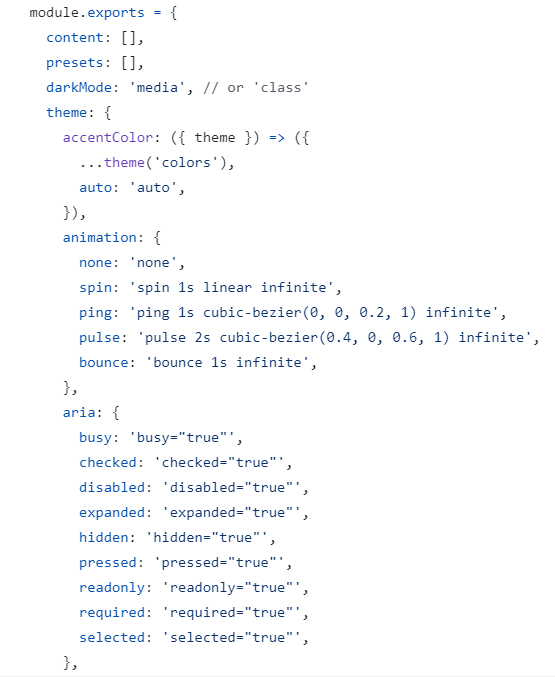 module.exports = {
  content: [],
  presets: [],
  darkMode: 'media', // or 'class'
  theme: {
    accentColor: ({ theme }) => ({
      ...theme('colors'),
      auto: 'auto',
    }),
    animation: {
      none: 'none',
      spin: 'spin 1s linear infinite',
      ping: 'ping 1s cubic-bezier(0, 0, 0.2, 1) infinite',
      pulse: 'pulse 2s cubic-bezier(0.4, 0, 0.6, 1) infinite',
      bounce: 'bounce 1s infinite',
    },
    aria: {
      busy: 'busy="true"',
      checked: 'checked="true"',
      disabled: 'disabled="true"',
      expanded: 'expanded="true"',
      hidden: 'hidden="true"',
      pressed: 'pressed="true"',
      readonly: 'readonly="true"',
      required: 'required="true"',
      selected: 'selected="true"',
    },